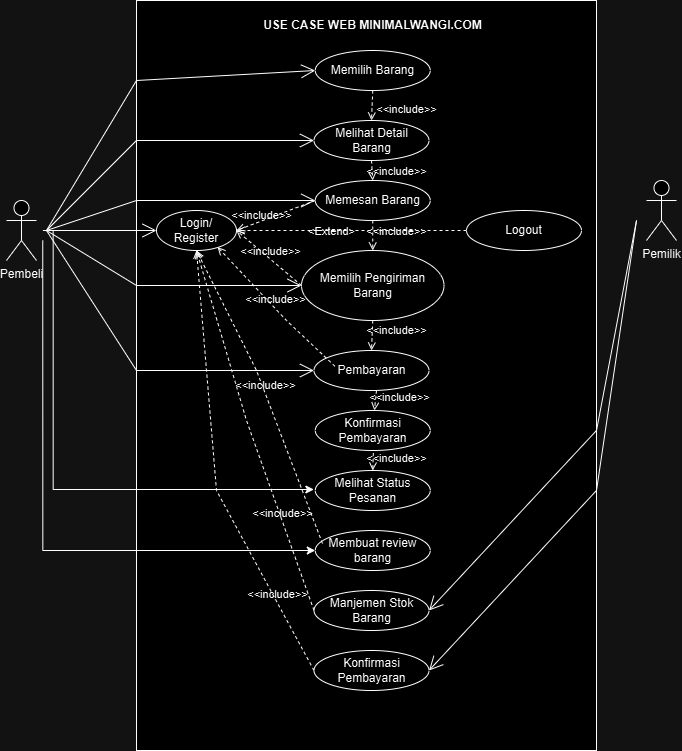 USE CASE WEB MINIMALWANGI.COM
Memilih Barang
<<include>>
Melihat Detail
Barang
<<include>>
Memesan Barang
<<include>>
Login/
Register
<Extend>
<<include>>
Logout
Pembeli
Pemilik
<<include>>
Memilih Pengiriman
Barang
<<include>>
<<include>>
Pembayaran
<<include>>
<<include>>
Konfirmasi
Pembayaran
<<include>>
Melihat Status
Pesanan
<<include>>
Membuat review
barang
<<include>>
Manjemen Stok
Barang
Konfirmasi
Pembayaran